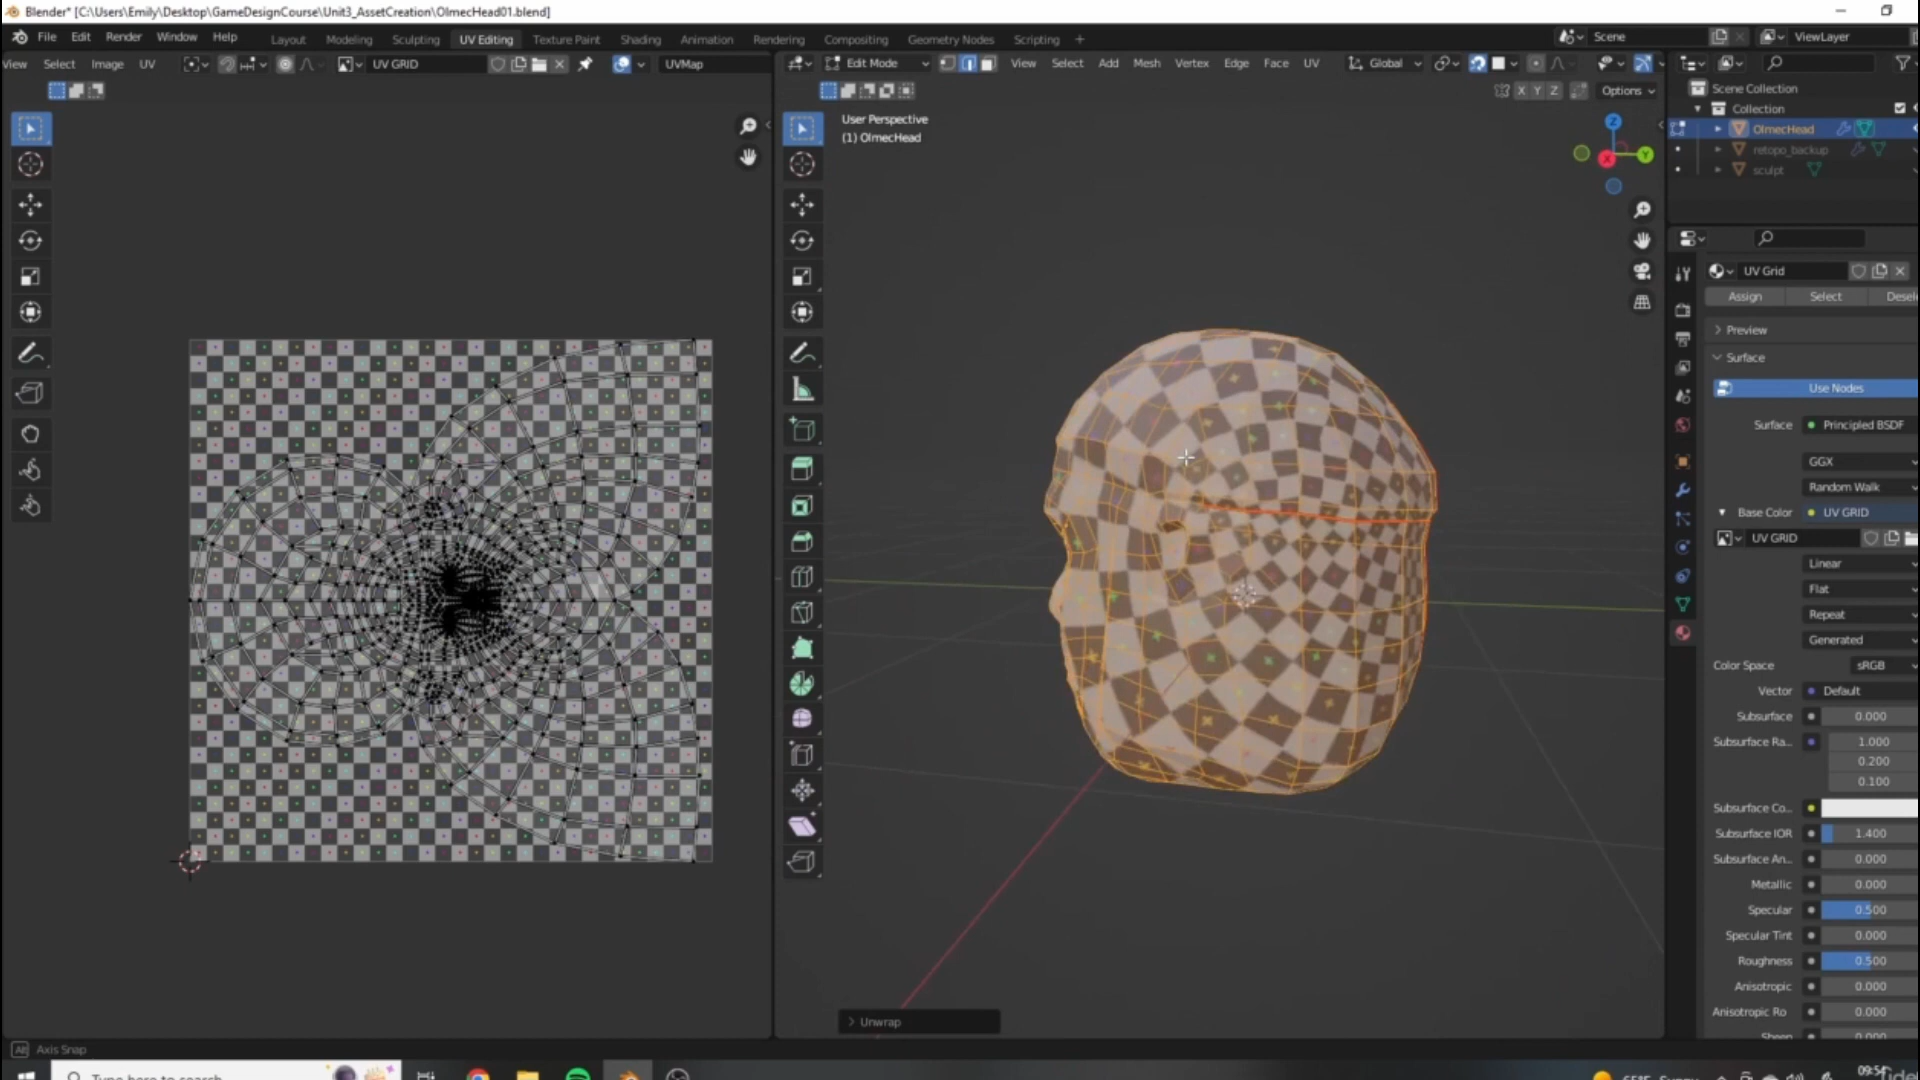 Blender* [C:\Users\Emily\Desktop\GameDesignCourse\Unit3_AssetCreation\OlmecHead01.blend]
File Edit Render Window Help Layout Modeling Sculpting UV Editing Texture Paint Shading Animation Rendering Compositing Geometry Nodes Scripting + Scene ViewLayer
View Select Image UV UV GRID UVMap Edit Mode View Select Add Mesh Vertex Edge Face UV Global
X Y Z Options
Scene Collection
Collection
OlmecHead
retopo_backup
sculpt
User Perspective
(1) OlmecHead
Z
X
Y
UV Grid
Assign Select
Preview
Surface
Use Nodes
Surface Principled BSDF
GGX
Random Walk
Base Color UV GRID
UV GRID
Linear
Flat
Repeat
Generated
Color Space sRGB
Vector Default
Subsurface 0.000
Subsurface Ra... 1.000
0.200
0.100
Subsurface Co...
Subsurface IOR 1.400
Subsurface An... 0.000
Metallic 0.000
Specular 0.500
Specular Tint 0.000
Roughness 0.500
Anisotropic 0.000
Anisotropic Ro 0.000
Unwrap
Alt Axis Snap
Type here to search